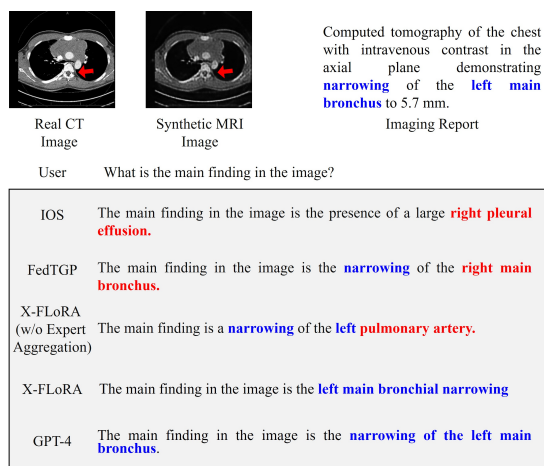 Computed tomography of the chest
with intravenous contrast in the
axial plane demonstrating
narrowing of the left main
bronchus to 5.7 mm.
Real CT
Image
Synthetic MRI
Image
Imaging Report
User What is the main finding in the image?
IOS
The main finding in the image is the presence of a large right pleural
effusion.
FedTGP
The main finding in the image is the narrowing of the right main
bronchus.
X-FLoRA
(w/o Expert
Aggregation)
The main finding is a narrowing of the left pulmonary artery.
X-FLoRA
The main finding in the image is the left main bronchial narrowing
GPT-4
The main finding in the image is the narrowing of the left main
bronchus.